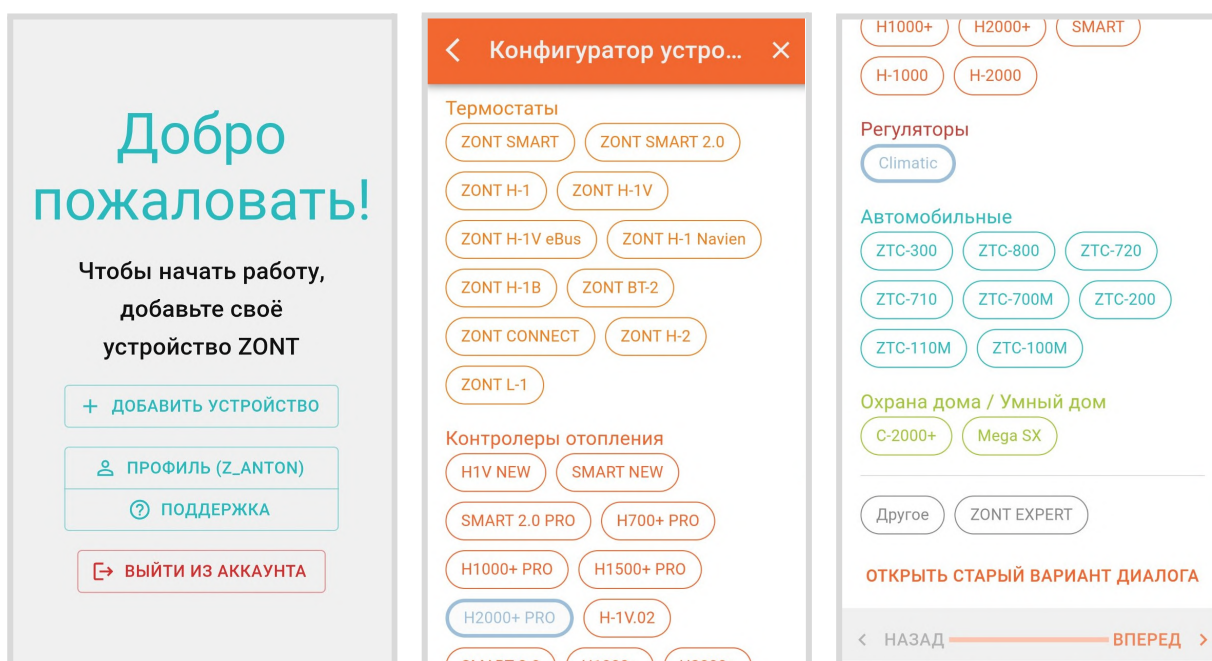 Добро
пожаловать!
Чтобы начать работу,
добавьте своё
устройство ZONT
+ ДОБАВИТЬ УСТРОЙСТВО
ПРОФИЛЬ (Z_ANTON)
ПОДДЕРЖКА
ВЫЙТИ ИЗ АККАУНТА
Конфигуратор устро...
Термостаты
ZONT SMART ZONT SMART 2.0
ZONT H-1 ZONT H-1V
ZONT H-1V eBus ZONT H-1 Navien
ZONT H-1B ZONT BT-2
ZONT CONNECT ZONT H-2
ZONT L-1
Контролеры отопления
H1V NEW SMART NEW
SMART 2.0 PRO H700+ PRO
H1000+ PRO H1500+ PRO
H2000+ PRO H-1V.02
H1000+ H2000+ SMART
H-1000 H-2000
Регуляторы
Climatic
Автомобильные
ZTC-300 ZTC-800 ZTC-720
ZTC-710 ZTC-700M ZTC-200
ZTC-110M ZTC-100M
Охрана дома / Умный дом
C-2000+ Mega SX
Другое ZONT EXPERT
ОТКРЫТЬ СТАРЫЙ ВАРИАНТ ДИАЛОГА
НАЗАД ВПЕРЕД